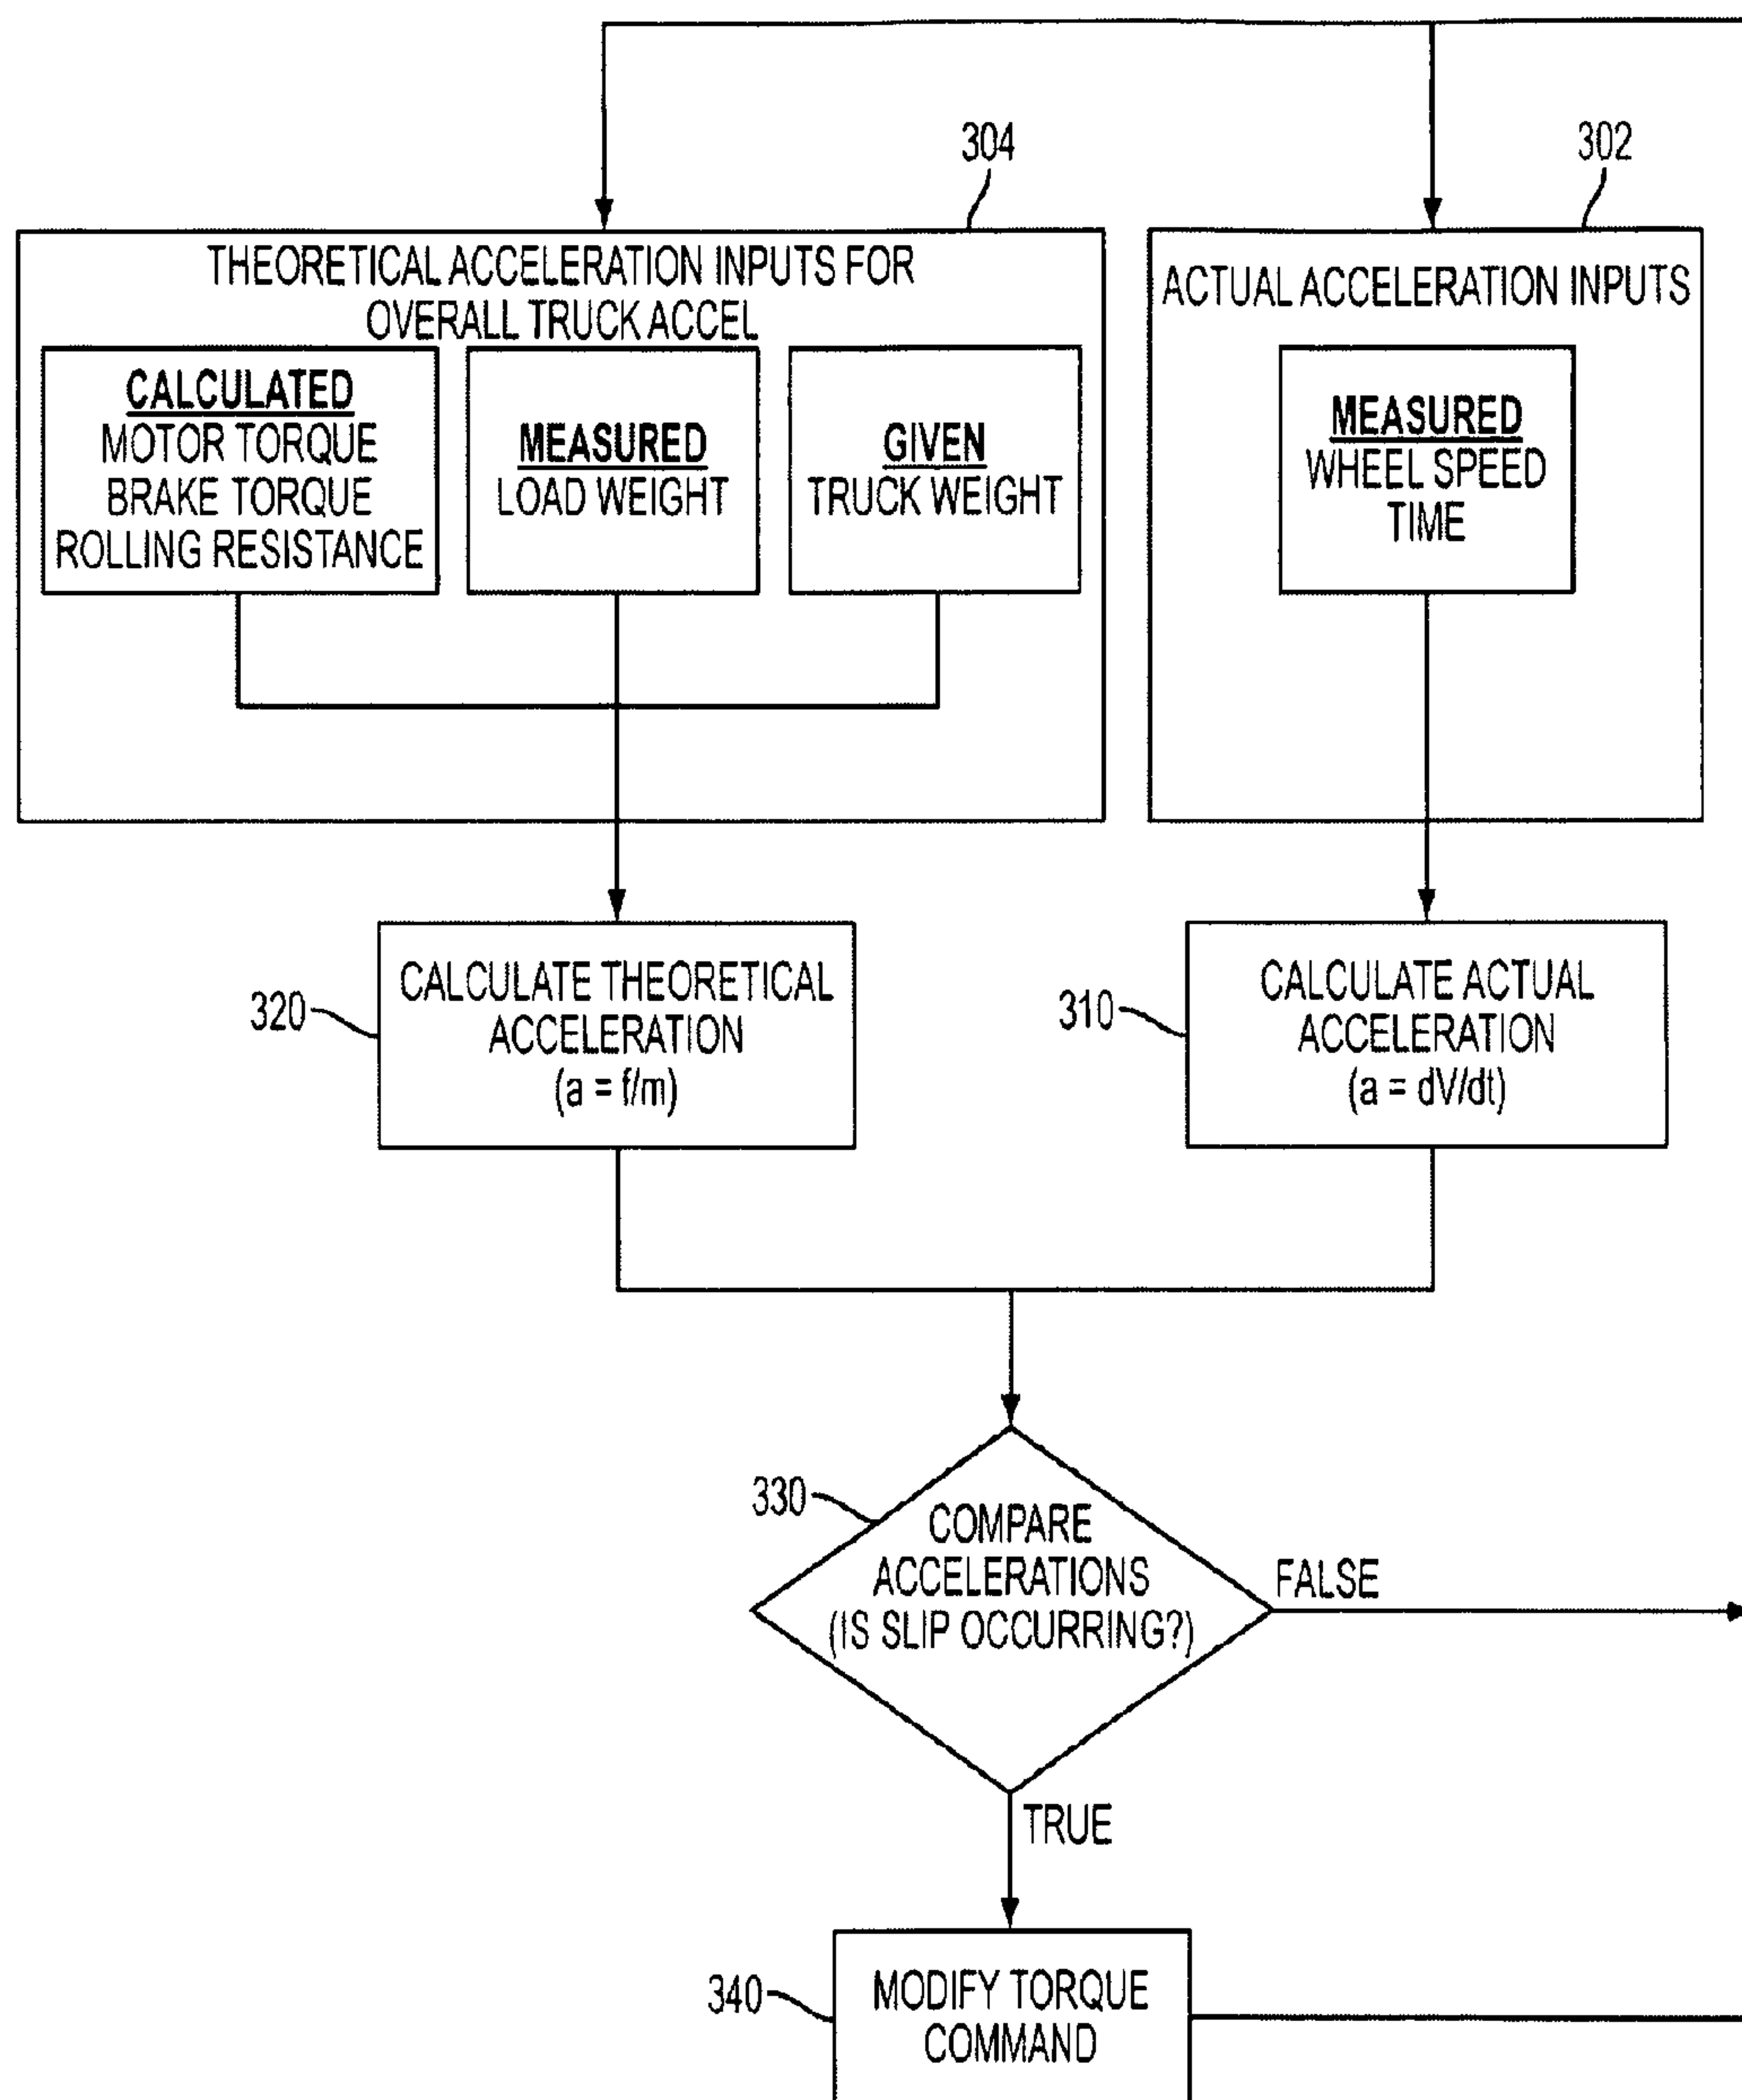 304
302
THEORETICAL ACCELERATION INPUTS FOR
OVERALL TRUCK ACCEL
CALCULATED
MOTOR TORQUE
BRAKE TORQUE
ROLLING RESISTANCE
MEASURED
LOAD WEIGHT
GIVEN
TRUCK WEIGHT
ACTUAL ACCELERATION INPUTS
MEASURED
WHEEL SPEED
TIME
320
CALCULATE THEORETICAL
ACCELERATION
(a = f/m)
310
CALCULATE ACTUAL
ACCELERATION
(a = dV/dt)
330
COMPARE
ACCELERATIONS
(IS SLIP OCCURRING?)
FALSE
TRUE
340
MODIFY TORQUE
COMMAND